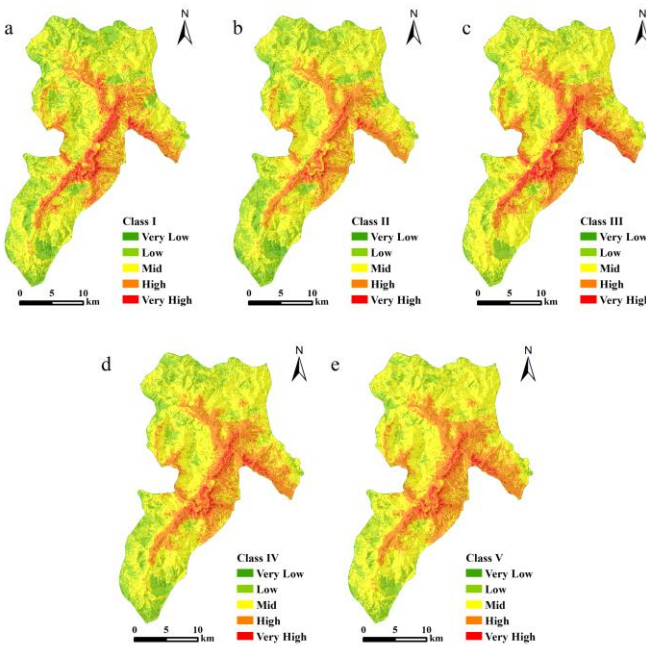 a
N
Class I
Very Low
Low
Mid
High
Very High
0 5 10
km
b
N
Class II
Very Low
Low
Mid
High
Very High
0 5 10
km
c
N
Class III
Very Low
Low
Mid
High
Very High
0 5 10
km
d
N
Class IV
Very Low
Low
Mid
High
Very High
0 5 10
km
e
N
Class V
Very Low
Low
Mid
High
Very High
0 5 10
km